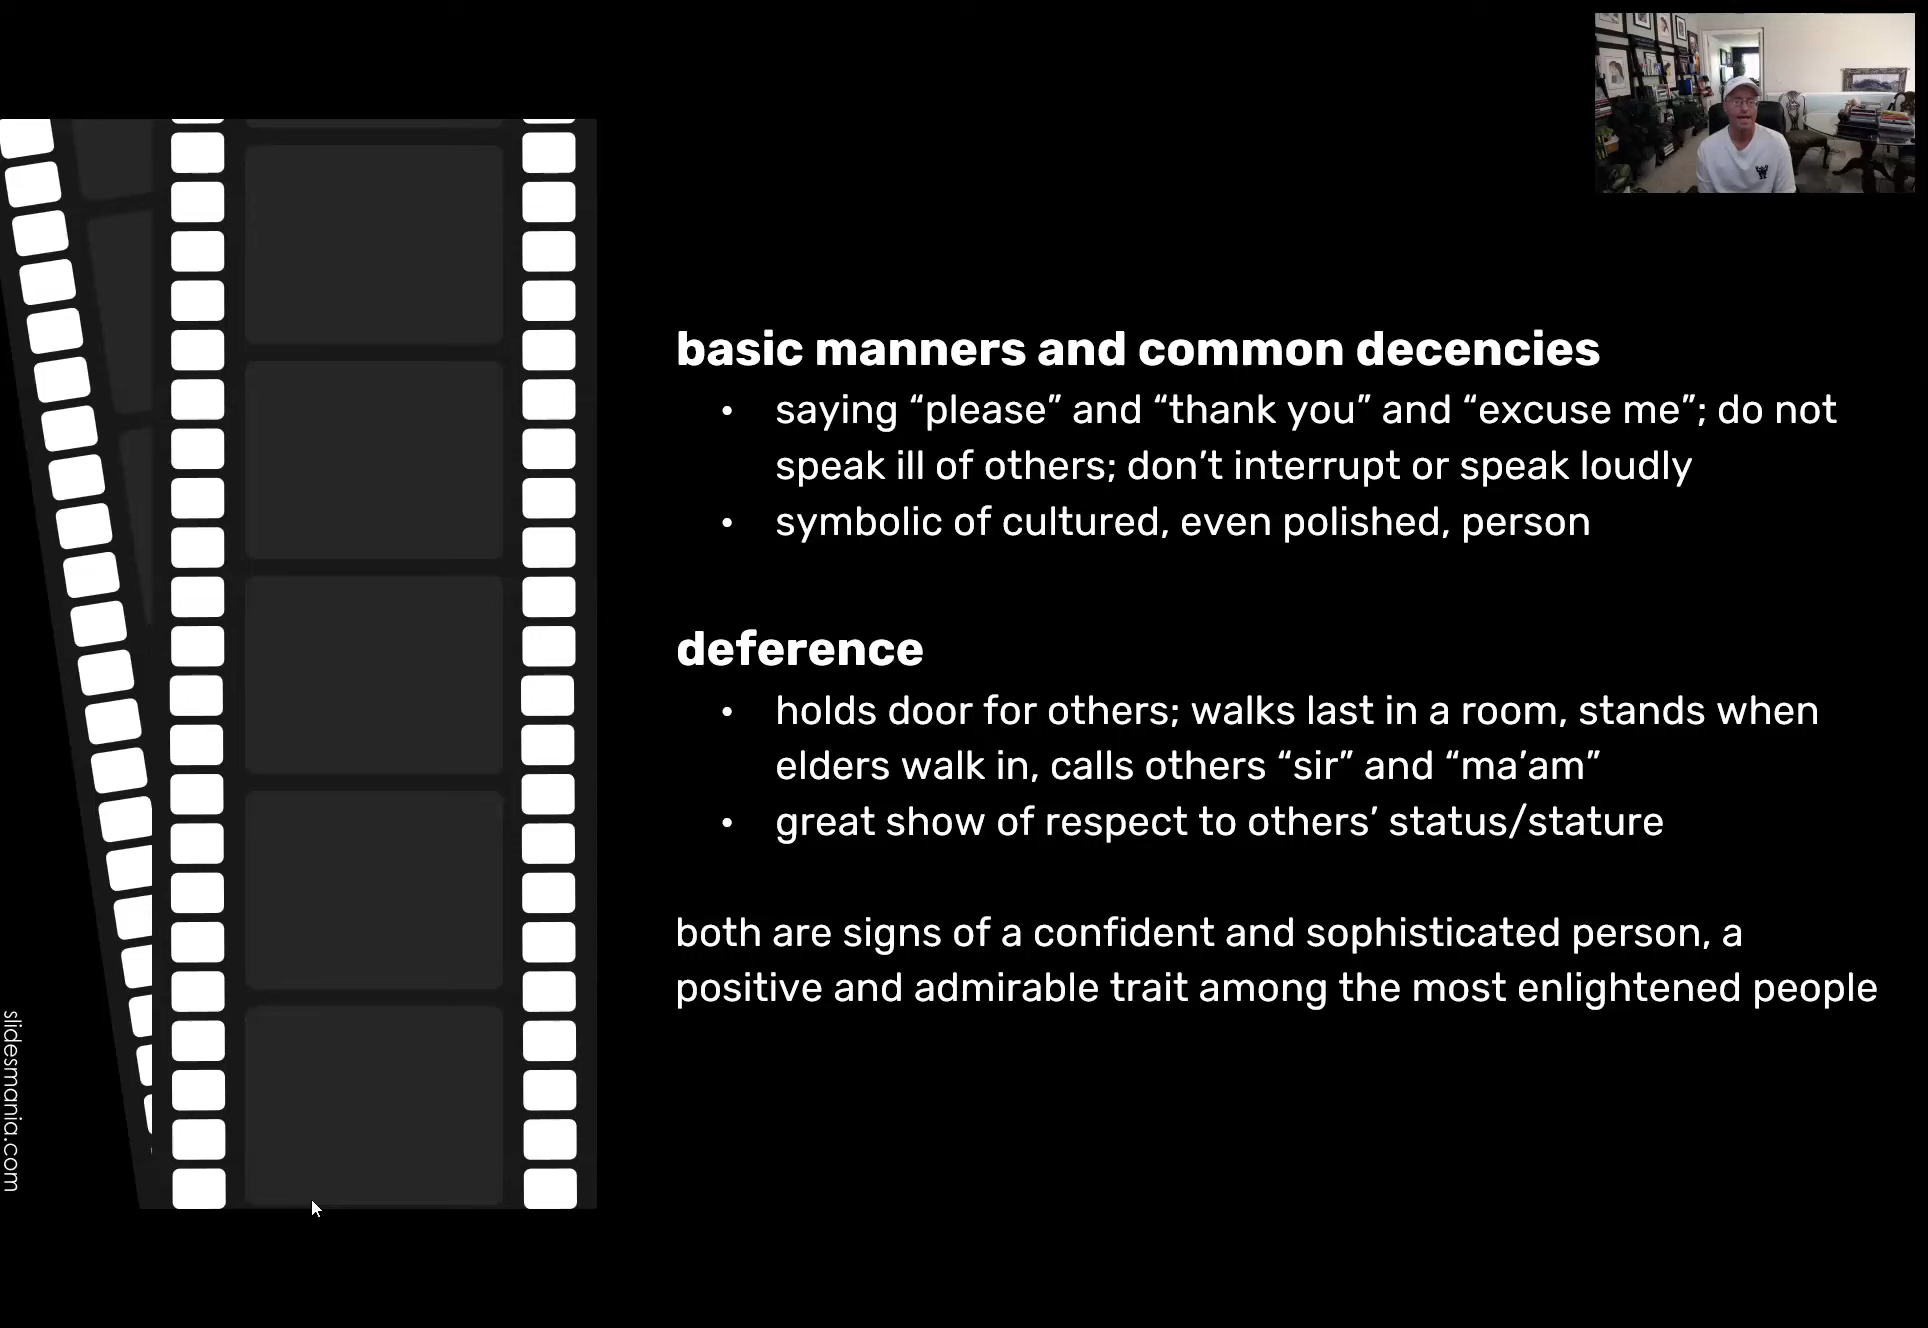 basic manners and common decencies
• saying “please” and “thank you” and “excuse me”; do not
speak ill of others; don’t interrupt or speak loudly
• symbolic of cultured, even polished, person
deference
• holds door for others; walks last in a room, stands when
elders walk in, calls others “sir” and “ma’am”
• great show of respect to others’ status/stature
both are signs of a confident and sophisticated person, a
positive and admirable trait among the most enlightened people
slidesmania.com